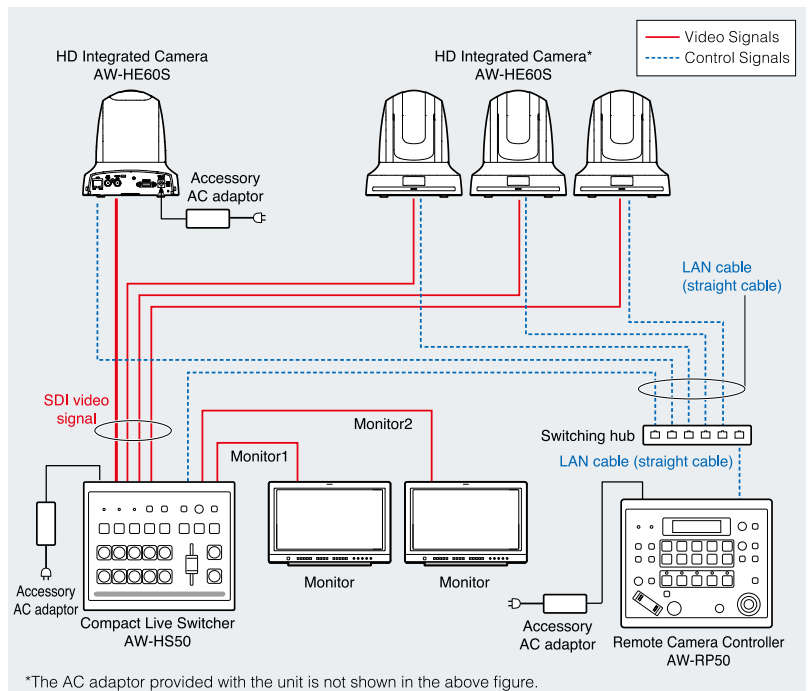 Video Signals
Control Signals
HD Integrated Camera
AW-HE60S
HD Integrated Camera*
AW-HE60S
Accessory
AC adaptor
LAN cable
(straight cable)
SDI video
signal
Monitor2
Monitor1
Switching hub
LAN cable (straight cable)
Monitor
Monitor
Accessory
AC adaptor
Compact Live Switcher
AW-HS50
Accessory
AC adaptor
Remote Camera Controller
AW-RP50
*The AC adaptor provided with the unit is not shown in the above figure.